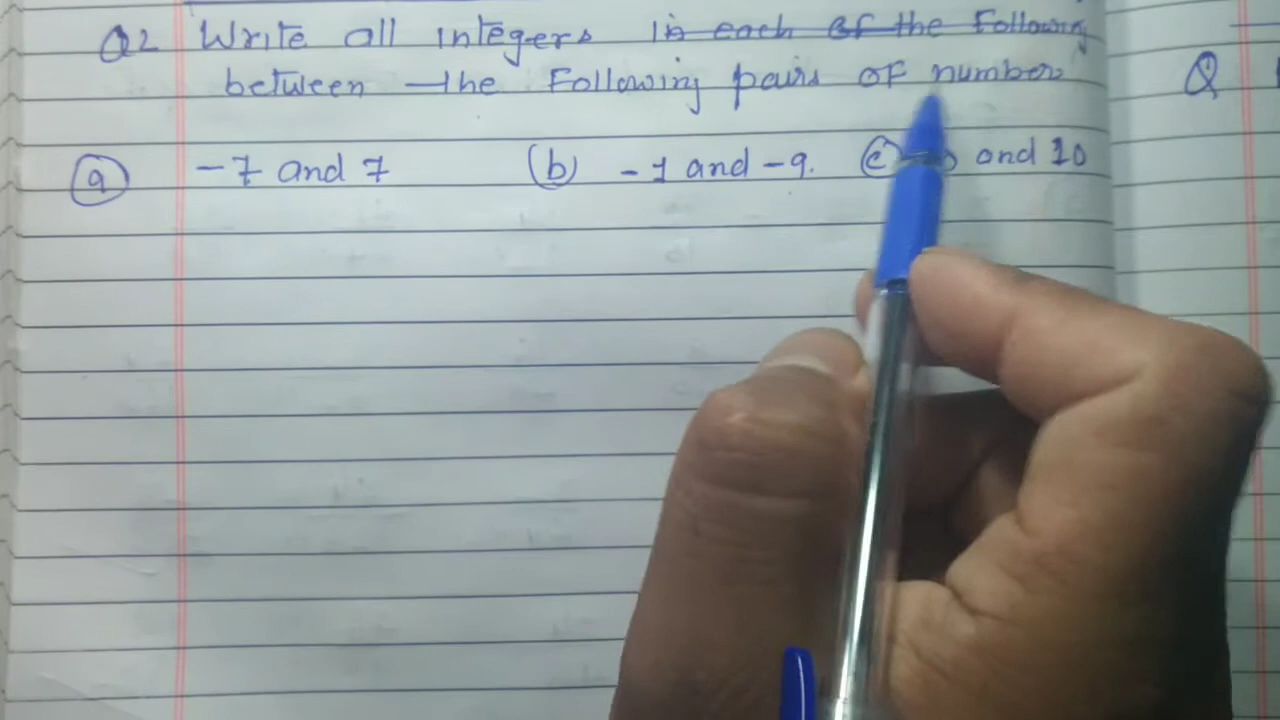 Q2 Write all integers in each of the Following
between the Following pairs of numbers
(a) -7 and 7 (b) -1 and -9. (c) and 10
Q